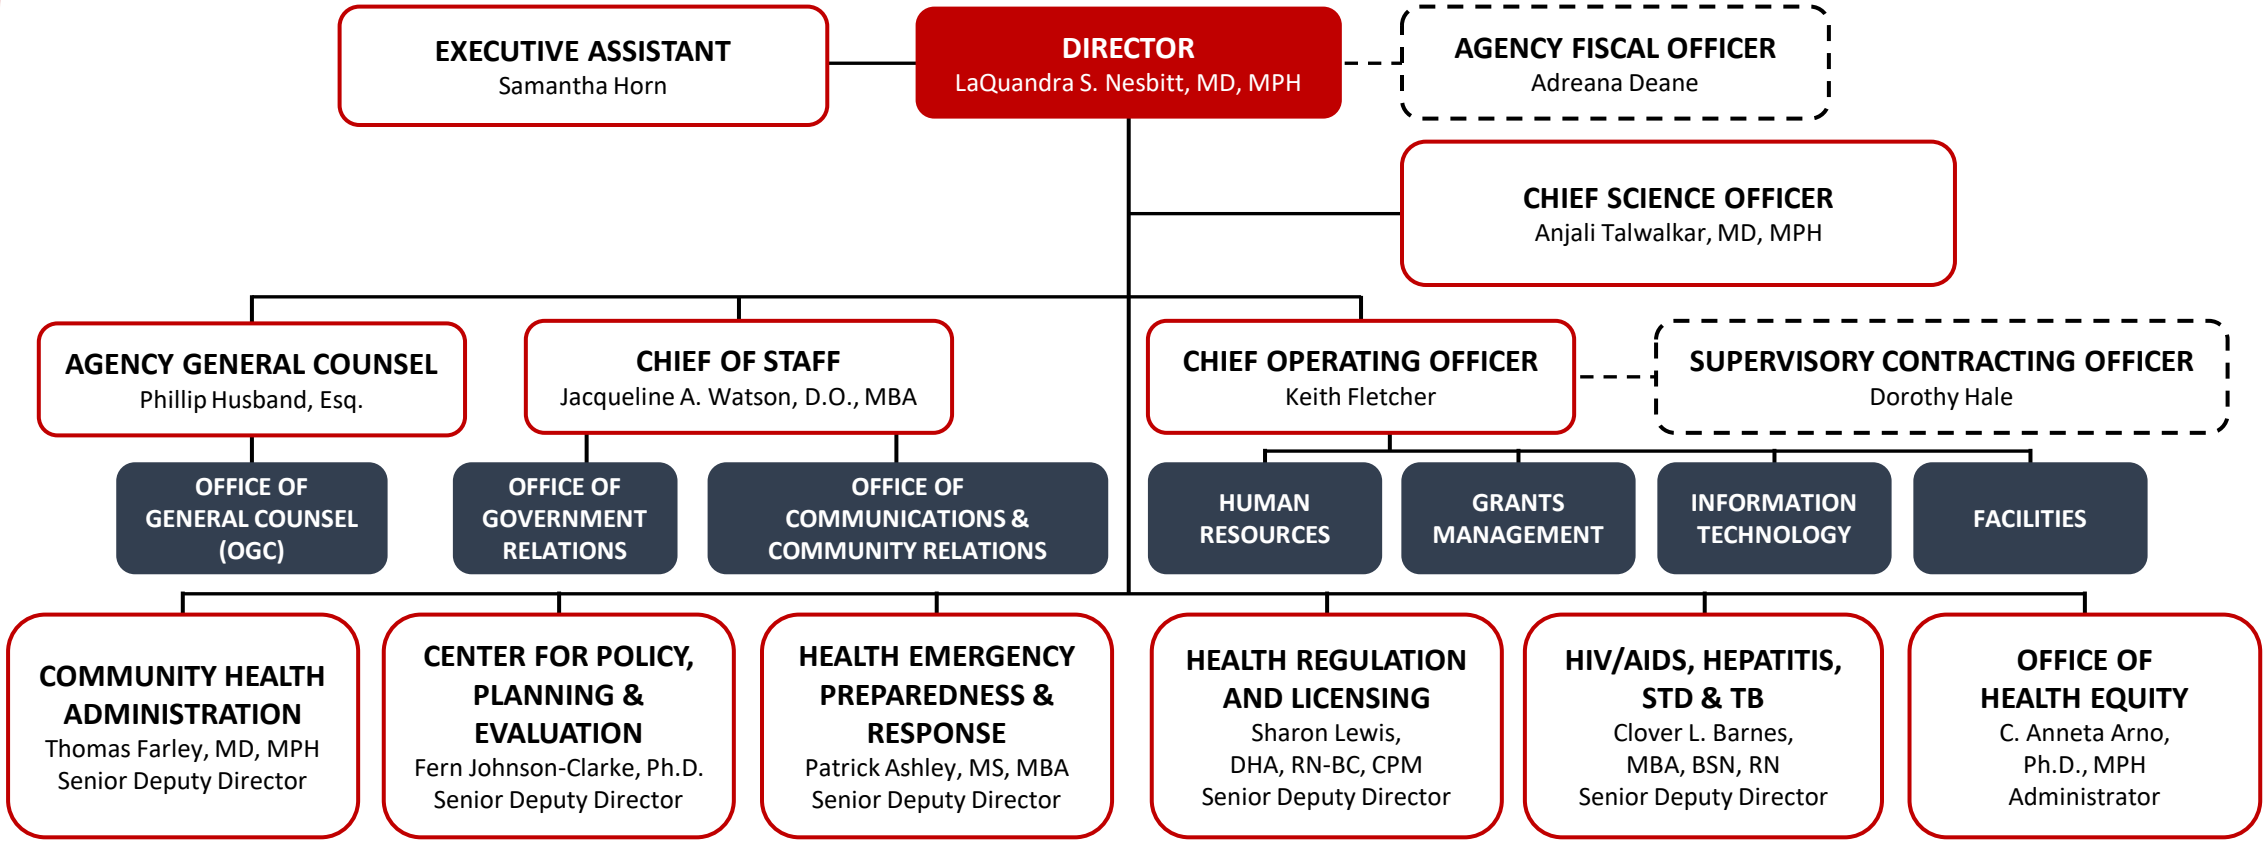 EXECUTIVE ASSISTANT
Samantha Horn
DIRECTOR
LaQuandra S. Nesbitt, MD, MPH
AGENCY FISCAL OFFICER
Adreana Deane
CHIEF SCIENCE OFFICER
Anjali Talwalkar, MD, MPH
AGENCY GENERAL COUNSEL
Phillip Husband, Esq.
CHIEF OF STAFF
Jacqueline A. Watson, D.O., MBA
CHIEF OPERATING OFFICER
Keith Fletcher
SUPERVISORY CONTRACTING OFFICER
Dorothy Hale
OFFICE OF
GENERAL COUNSEL
(OGC)
OFFICE OF
GOVERNMENT
RELATIONS
OFFICE OF
COMMUNICATIONS &
COMMUNITY RELATIONS
HUMAN
RESOURCES
GRANTS
MANAGEMENT
INFORMATION
TECHNOLOGY
FACILITIES
COMMUNITY HEALTH
ADMINISTRATION
Thomas Farley, MD, MPH
Senior Deputy Director
CENTER FOR POLICY,
PLANNING &
EVALUATION
Fern Johnson-Clarke, Ph.D.
Senior Deputy Director
HEALTH EMERGENCY
PREPAREDNESS &
RESPONSE
Patrick Ashley, MS, MBA
Senior Deputy Director
HEALTH REGULATION
AND LICENSING
Sharon Lewis,
DHA, RN-BC, CPM
Senior Deputy Director
HIV/AIDS, HEPATITIS,
STD & TB
Clover L. Barnes,
MBA, BSN, RN
Senior Deputy Director
OFFICE OF
HEALTH EQUITY
C. Anneta Arno,
Ph.D., MPH
Administrator